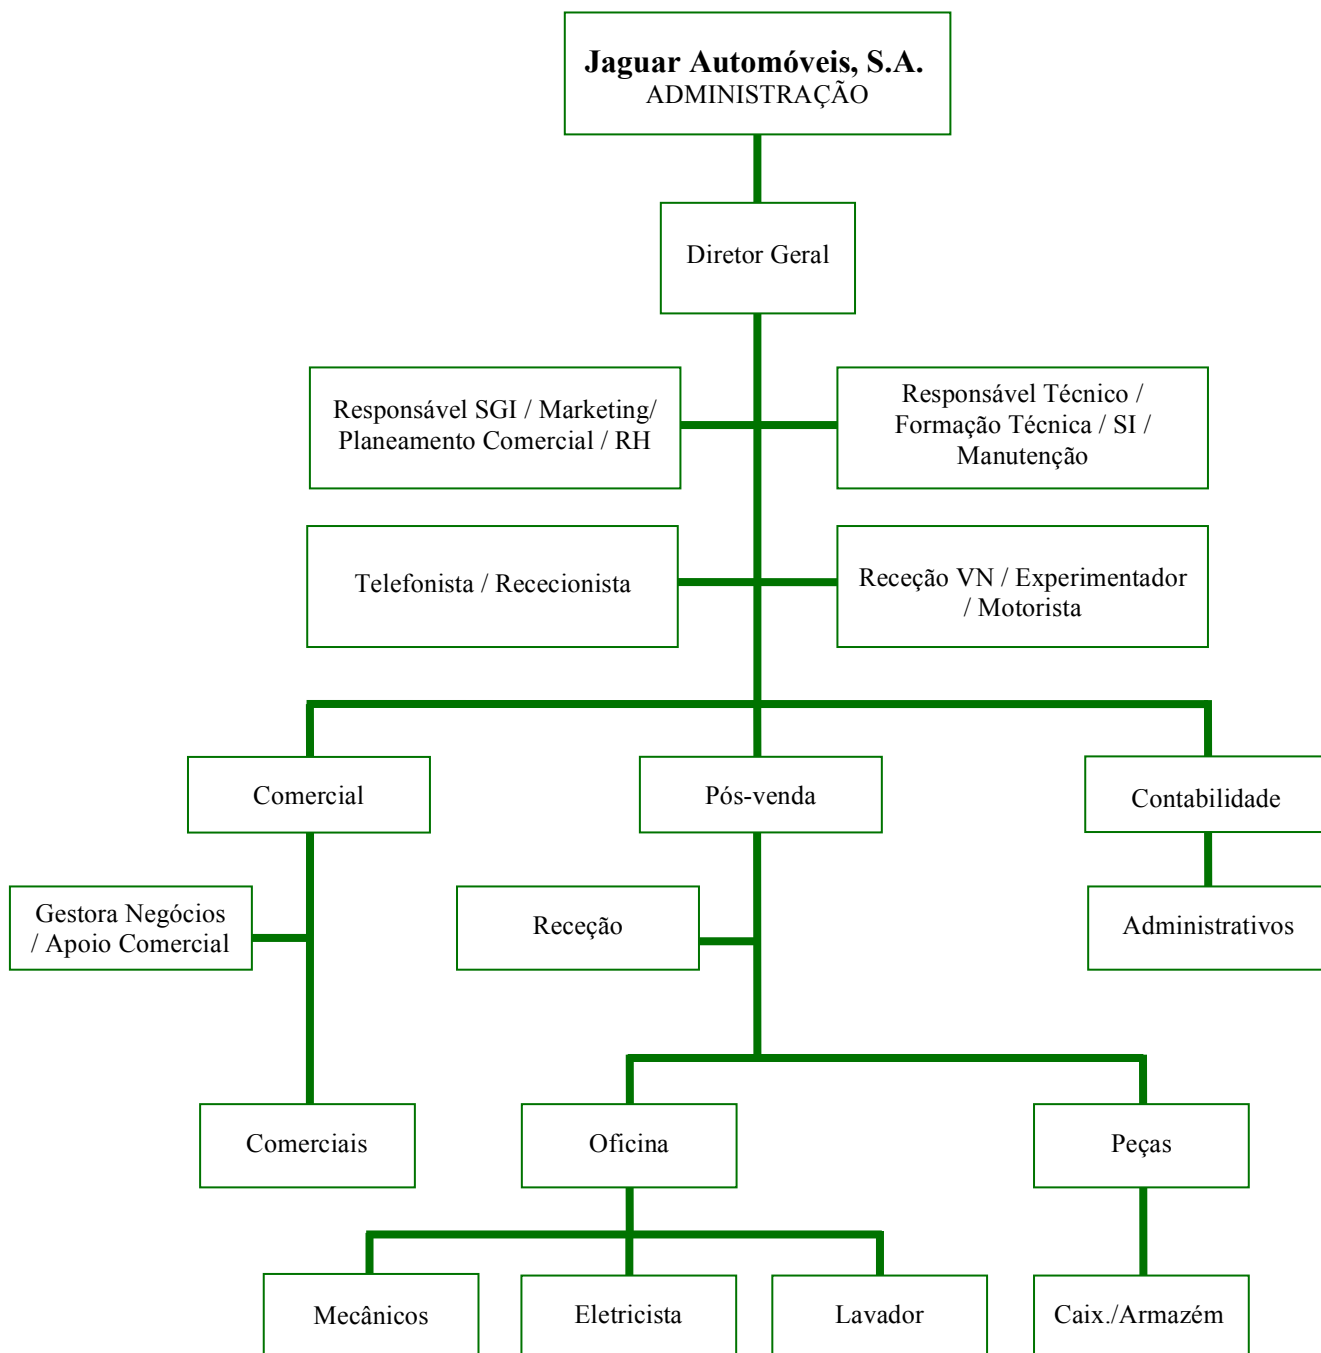 Jaguar Automóveis, S.A.
ADMINISTRAÇÃO
Diretor Geral
Responsável SGI / Marketing/
Planeamento Comercial / RH
Responsável Técnico /
Formação Técnica / SI /
Manutenção
Telefonista / Rececionista
Receção VN / Experimentador
/ Motorista
Comercial
Pós-venda
Contabilidade
Gestora Negócios
/ Apoio Comercial
Receção
Administrativos
Comerciais
Oficina
Peças
Mecânicos
Eletricista
Lavador
Caix./Armazém